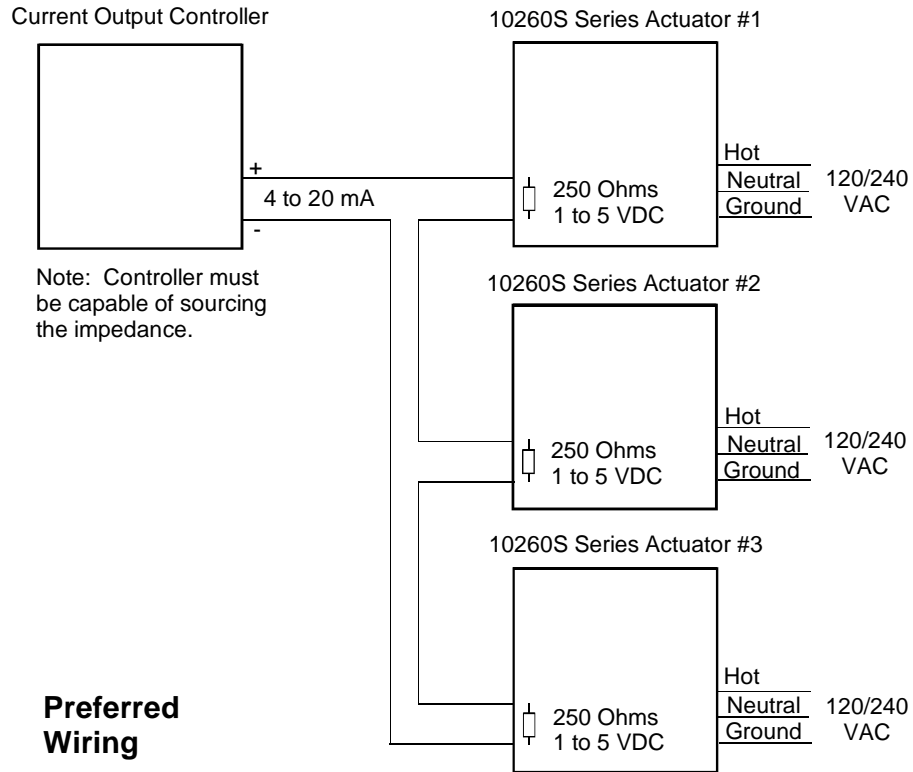 Current Output Controller
+
4 to 20 mA
-
Note: Controller must
be capable of sourcing
the impedance.
10260S Series Actuator #1
250 Ohms
1 to 5 VDC
Hot
Neutral
Ground
120/240
VAC
10260S Series Actuator #2
250 Ohms
1 to 5 VDC
Hot
Neutral
Ground
120/240
VAC
10260S Series Actuator #3
250 Ohms
1 to 5 VDC
Hot
Neutral
Ground
120/240
VAC
Preferred
Wiring